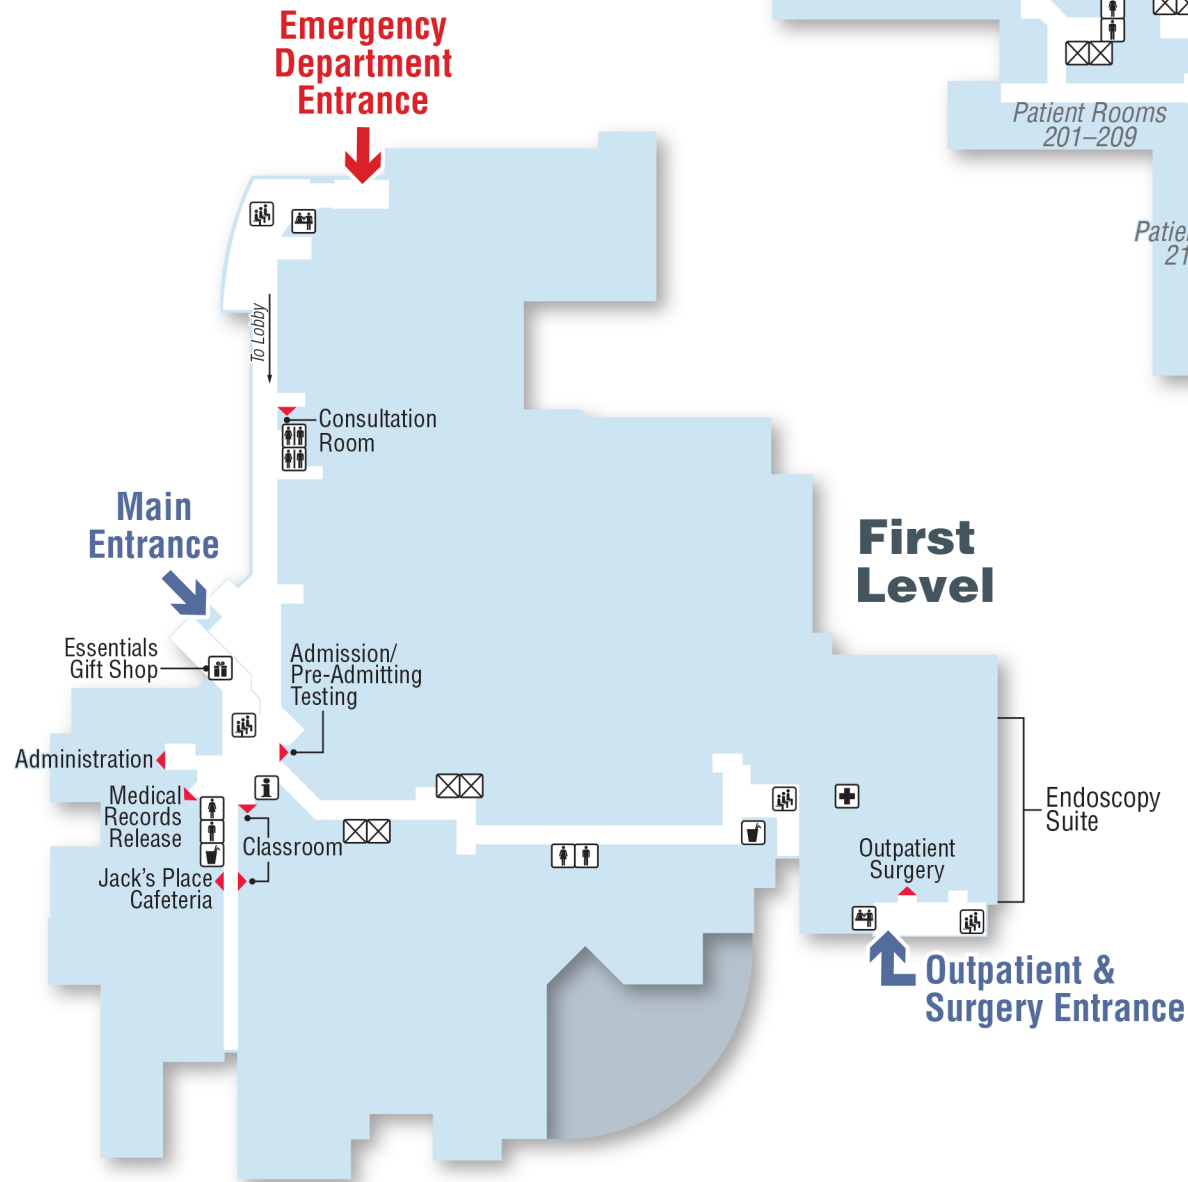 Emergency
Department
Entrance
Patient Rooms
201–209
To Lobby
Consultation
Room
Main
Entrance
First
Level
Essentials
Gift Shop
Admission/
Pre-Admitting
Testing
Administration
Medical
Records
Release
Classroom
Jack's Place
Cafeteria
Endoscopy
Suite
Outpatient
Surgery
Outpatient &
Surgery Entrance